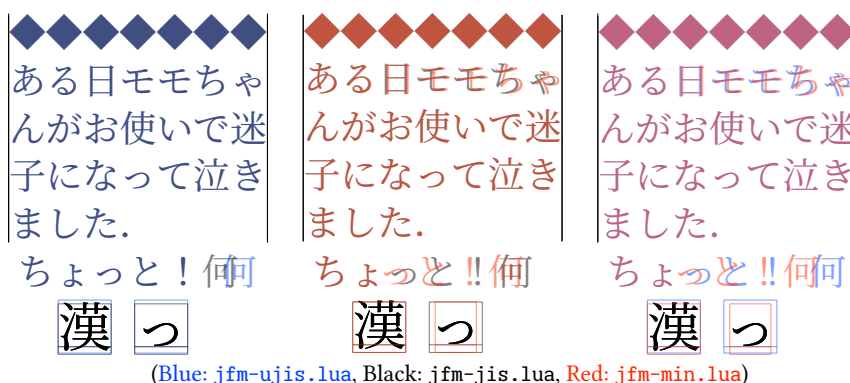 ◆◆◆◆◆◆◆
ある日モモちゃ
んがお使いで迷
子になって泣き
ました.
ちょっと!何
漢 っ
◆◆◆◆◆◆◆
ある日モモちゃ
んがお使いで迷
子になって泣き
ました.
ちょっと!!何
漢 っ
◆◆◆◆◆◆◆
ある日モモちゃ
んがお使いで迷
子になって泣き
ました.
ちょっと!!何
漢 っ
(Blue: jfm-ujis.lua, Black: jfm-jis.lua, Red: jfm-min.lua)